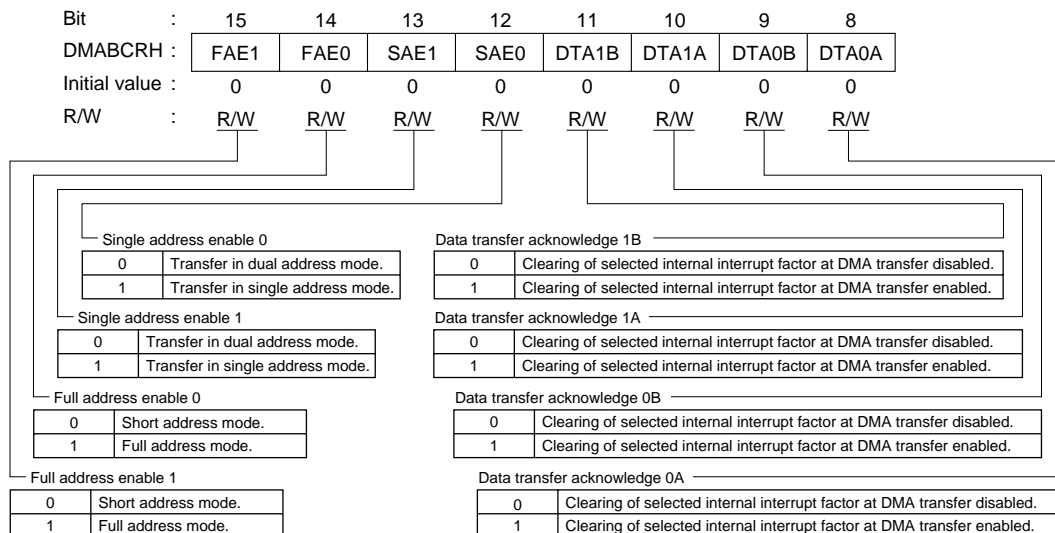 Bit : 15 14 13 12 11 10 9 8
DMABCRH : FAE1 FAE0 SAE1 SAE0 DTA1B DTA1A DTA0B DTA0A
Initial value : 0 0 0 0 0 0 0 0
R/W : R/W R/W R/W R/W R/W R/W R/W R/W
Single address enable 0
0 Transfer in dual address mode.
1 Transfer in single address mode.
Data transfer acknowledge 1B
0 Clearing of selected internal interrupt factor at DMA transfer disabled.
1 Clearing of selected internal interrupt factor at DMA transfer enabled.
Single address enable 1
0 Transfer in dual address mode.
1 Transfer in single address mode.
Data transfer acknowledge 1A
0 Clearing of selected internal interrupt factor at DMA transfer disabled.
1 Clearing of selected internal interrupt factor at DMA transfer enabled.
Full address enable 0
0 Short address mode.
1 Full address mode.
Data transfer acknowledge 0B
0 Clearing of selected internal interrupt factor at DMA transfer disabled.
1 Clearing of selected internal interrupt factor at DMA transfer enabled.
Full address enable 1
0 Short address mode.
1 Full address mode.
Data transfer acknowledge 0A
0 Clearing of selected internal interrupt factor at DMA transfer disabled.
1 Clearing of selected internal interrupt factor at DMA transfer enabled.